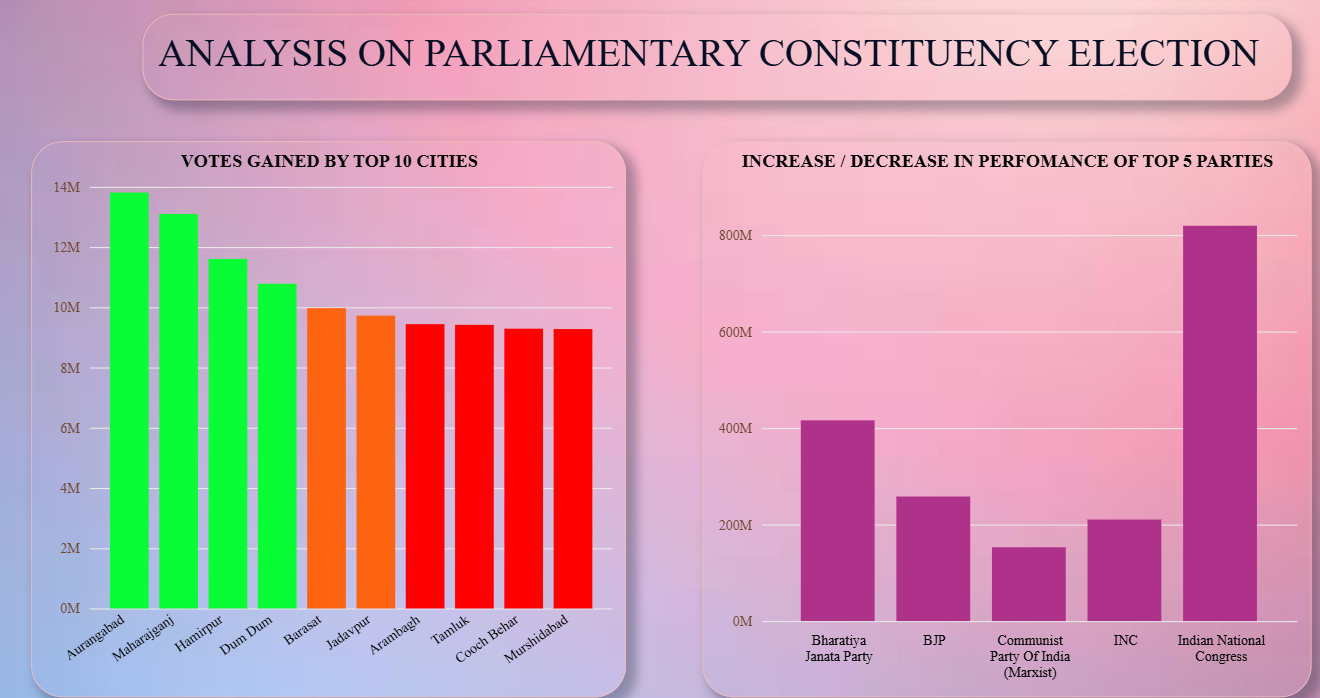 ANALYSIS ON PARLIAMENTARY CONSTITUENCY ELECTION
VOTES GAINED BY TOP 10 CITIES
14M
12M
10M
8M
6M
4M
2M
0M
Aurangabad
Maharajganj
Hamirpur
Dum Dum
Barasat
Jadavpur
Arambagh
Tamluk
Cooch Behar
Murshidabad
INCREASE / DECREASE IN PERFOMANCE OF TOP 5 PARTIES
800M
600M
400M
200M
0M
Bharatiya
Janata Party
BJP
Communist
Party Of India
(Marxist)
INC
Indian National
Congress